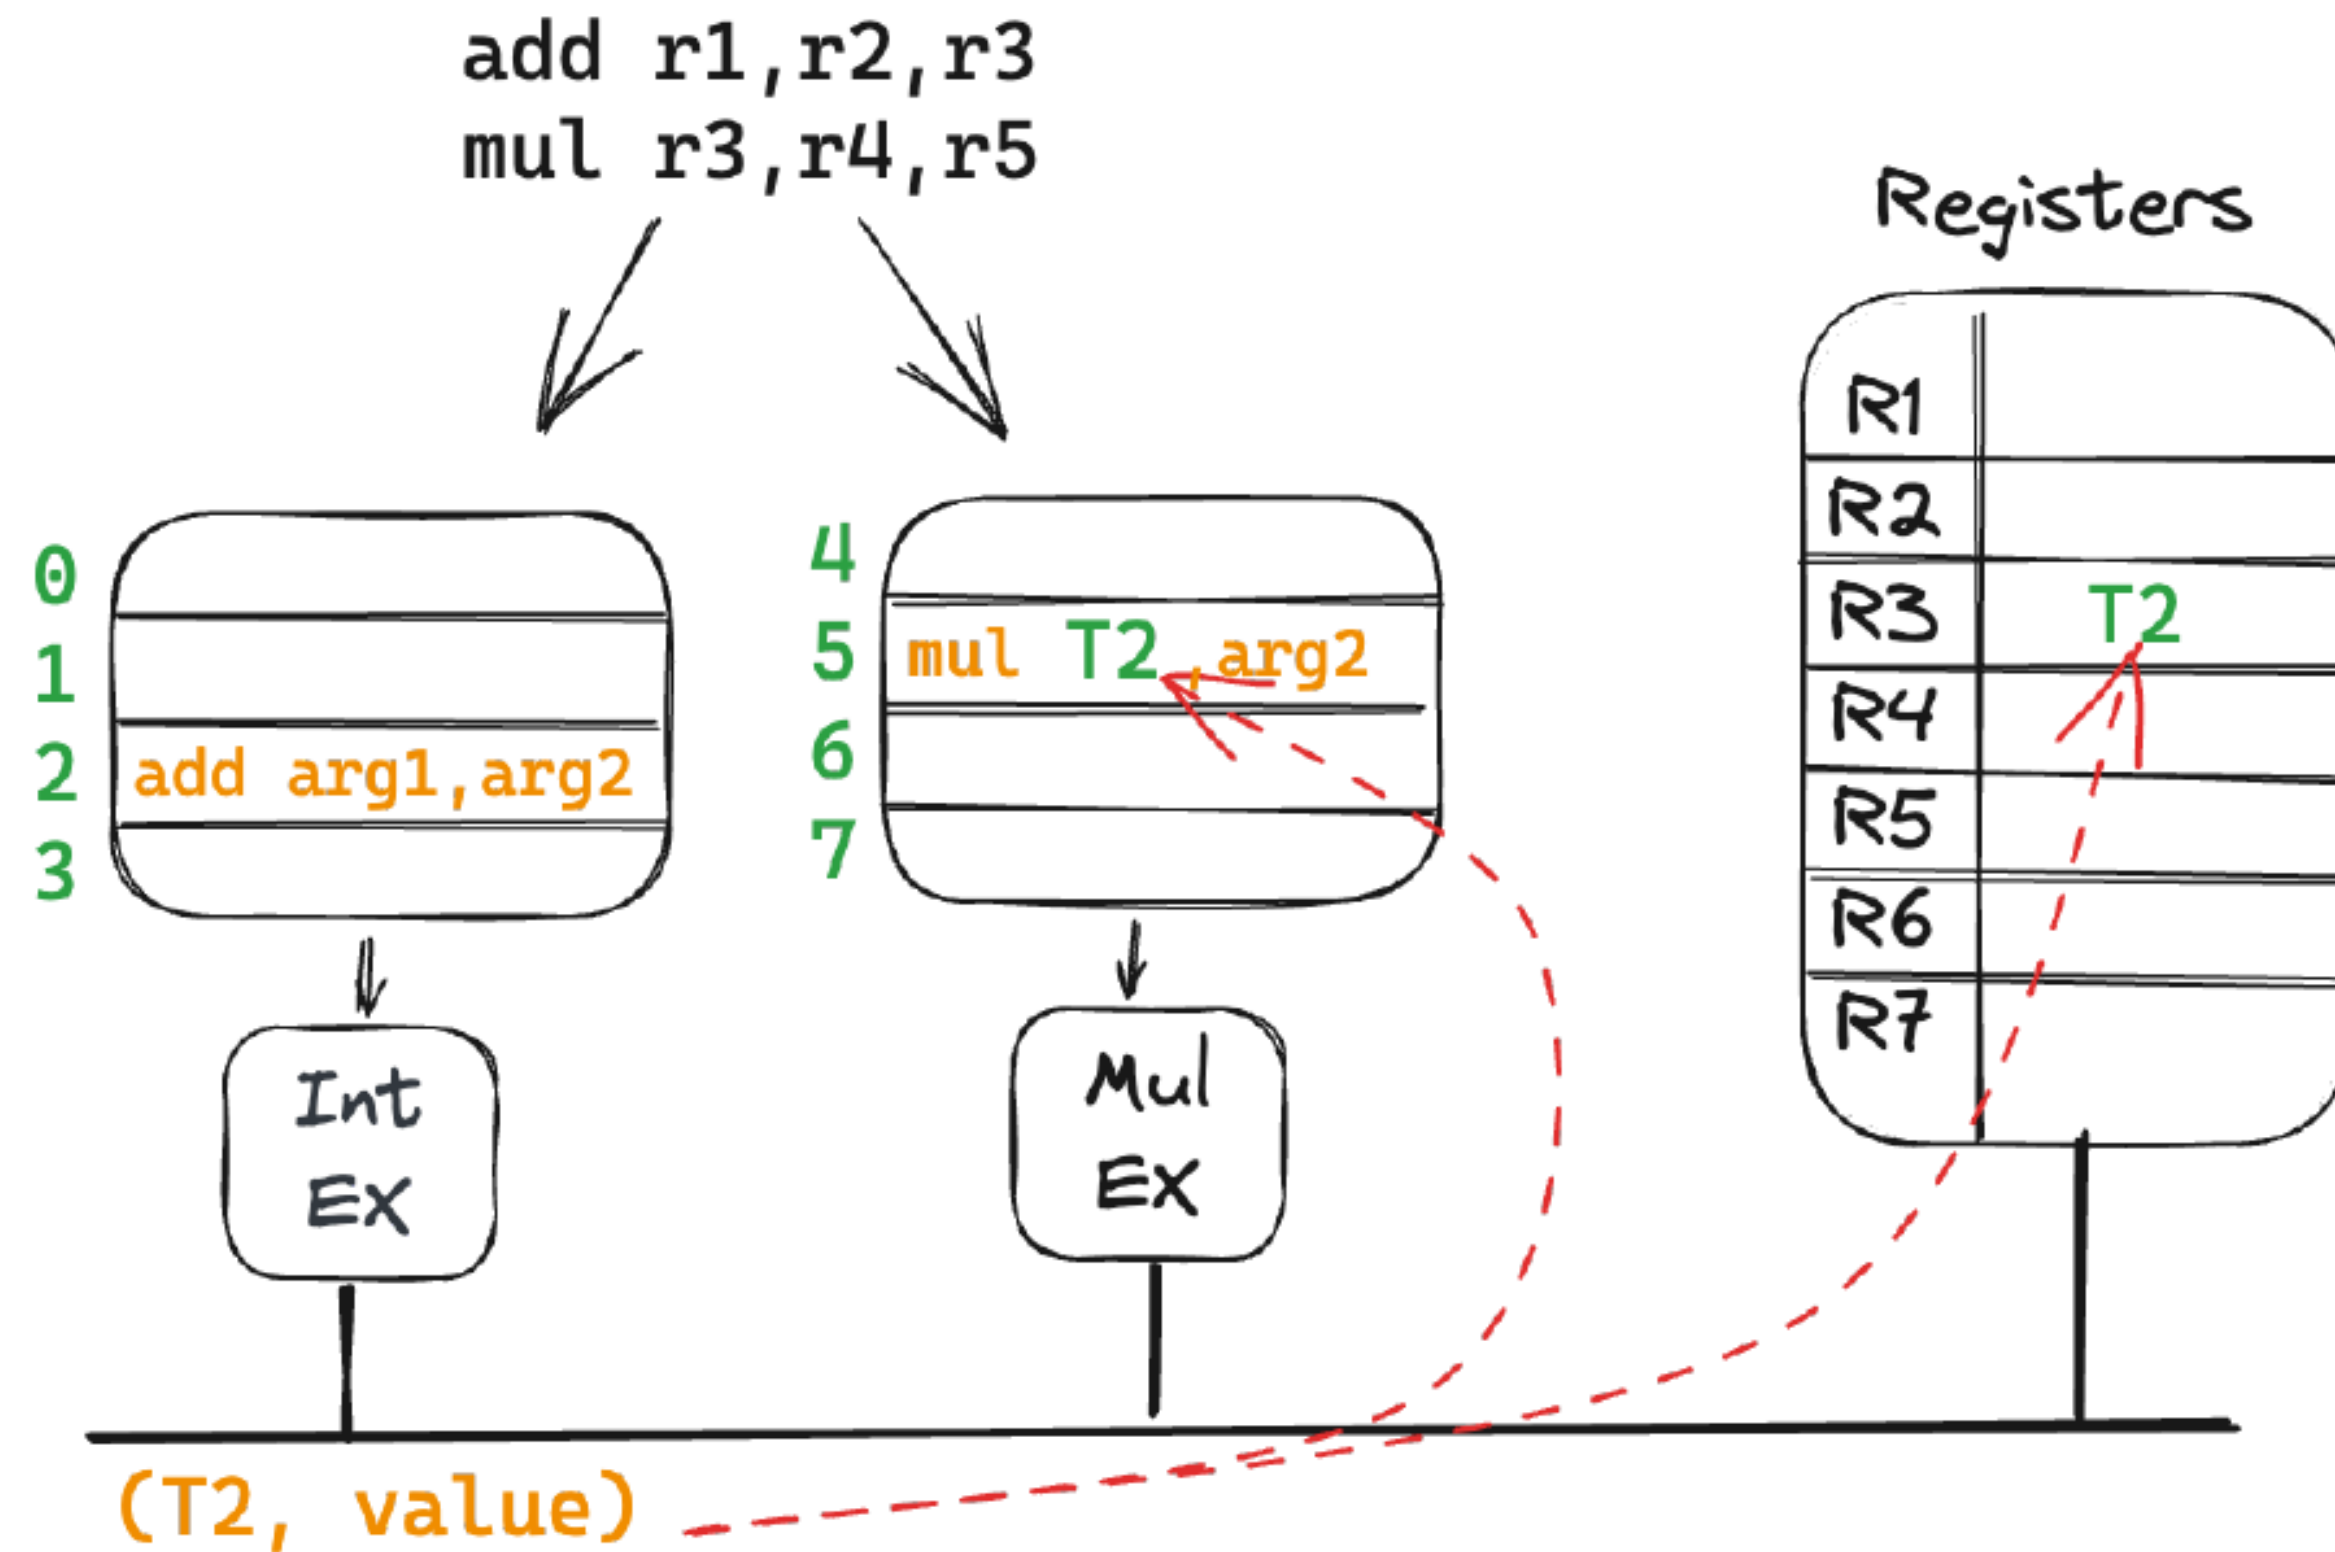 add r1,r2,r3
mul r3,r4,r5
Registers
0
1
2 add arg1,arg2
3
4
5 mul T2,arg2
6
7
R1
R2
R3 T2
R4
R5
R6
R7
Int
EX
Mul
EX
(T2, value)